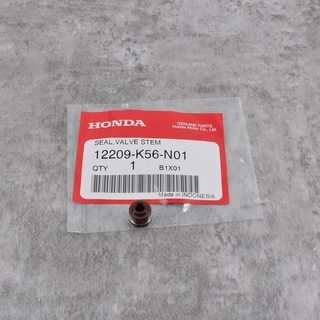 HONDA
GENUINE PARTS
Honda Motor Co., Ltd.
SEAL,VALVE STEM
12209-K56-N01
QTY 1 B1X01
Made in INDONESIA